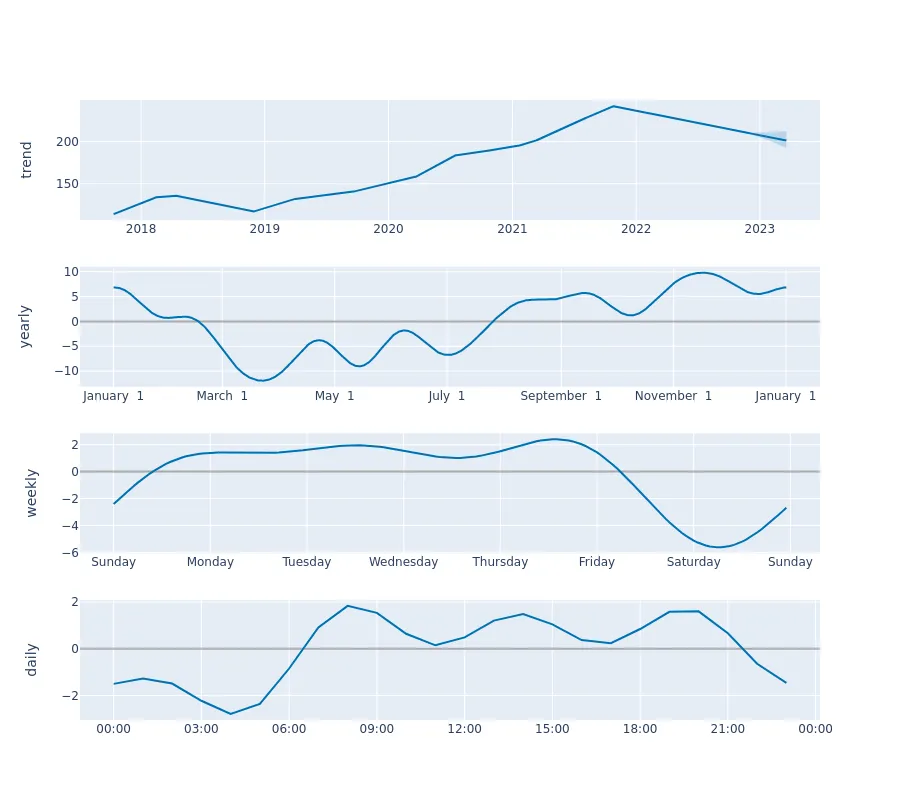 trend
200
150
2018 2019 2020 2021 2022 2023
yearly
10
5
0
−5
−10
January 1 March 1 May 1 July 1 September 1 November 1 January 1
weekly
2
0
−2
−4
−6
Sunday Monday Tuesday Wednesday Thursday Friday Saturday Sunday
daily
2
0
−2
00:00 03:00 06:00 09:00 12:00 15:00 18:00 21:00 00:00